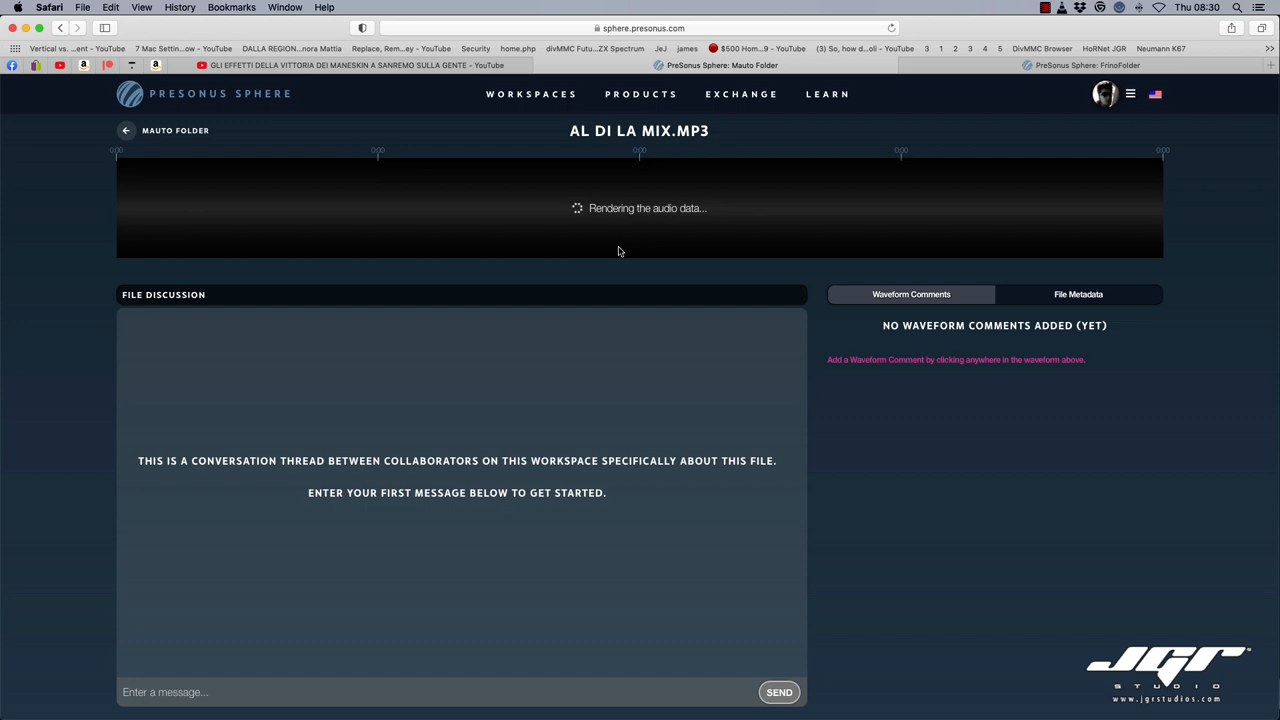 Safari File Edit View History Bookmarks Window Help Thu 08:30
sphere.presonus.com
Vertical vs. ...ent - YouTube 7 Mac Settin...ow - YouTube DALLA REGION...nora Mattia Replace, Rem...ey - YouTube Security home.php divMMC Futur...ZX Spectrum JeJ james $500 Hom...9 - YouTube (3) So, how d...oli - YouTube 3 1 2 3 4 5 DivMMC Browser HoRNet JGR Neumann K67
GLI EFFETTI DELLA VITTORIA DEI MANESKIN A SANREMO SULLA GENTE - YouTube PreSonus Sphere: Mauto Folder PreSonus Sphere: FrinoFolder
PRESONUS SPHERE WORKSPACES PRODUCTS EXCHANGE LEARN
MAUTO FOLDER AL DI LA MIX.MP3
0:00 0:00 0:00 0:00 0:00
Rendering the audio data...
FILE DISCUSSION Waveform Comments File Metadata
NO WAVEFORM COMMENTS ADDED (YET)
Add a Waveform Comment by clicking anywhere in the waveform above.
THIS IS A CONVERSATION THREAD BETWEEN COLLABORATORS ON THIS WORKSPACE SPECIFICALLY ABOUT THIS FILE.
ENTER YOUR FIRST MESSAGE BELOW TO GET STARTED.
Enter a message... SEND
JGR
STUDIO
www.jgrstudios.com